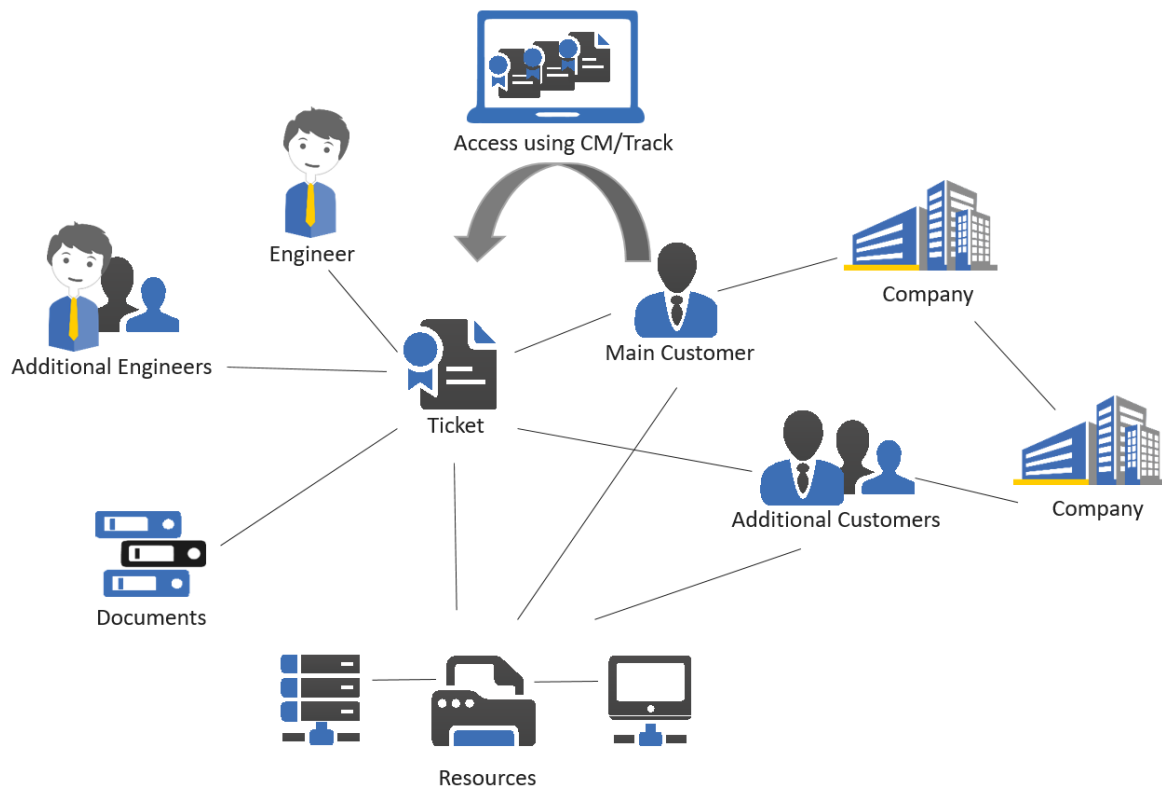 Access using CM/Track
Engineer
Company
Main Customer
Additional Engineers
Ticket
Company
Additional Customers
Documents
Resources